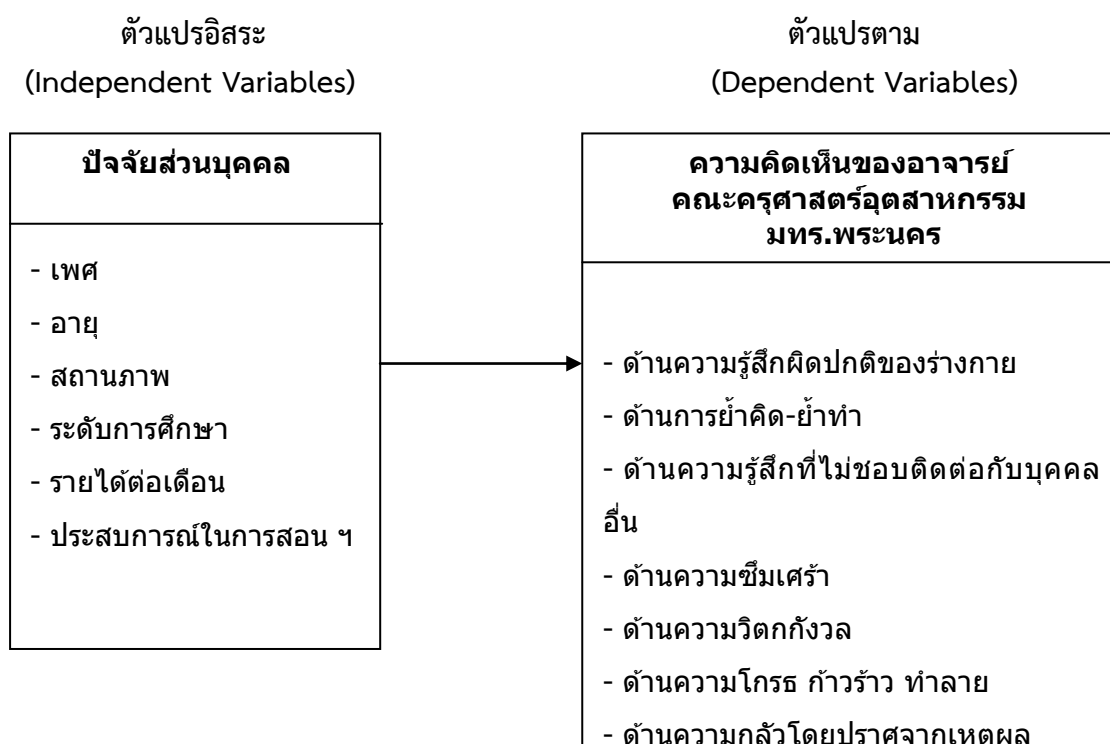 ตัวแปรอิสระ
(Independent Variables)
ปัจจัยส่วนบุคคล
- เพศ
- อายุ
- สถานภาพ
- ระดับการศึกษา
- รายได้ต่อเดือน
- ประสบการณ์ในการสอน ฯ
ตัวแปรตาม
(Dependent Variables)
ความคิดเห็นของอาจารย์
คณะครุศาสตร์อุตสาหกรรม
มทร.พระนคร
- ด้านความรู้สึกผิดปกติของร่างกาย
- ด้านการย้ำคิด-ย้ำทำ
- ด้านความรู้สึกที่ไม่ชอบติดต่อกับบุคคล
อื่น
- ด้านความซึมเศร้า
- ด้านความวิตกกังวล
- ด้านความโกรธ ก้าวร้าว ทำลาย
- ด้านความกลัวโดยปราศจากเหตุผล